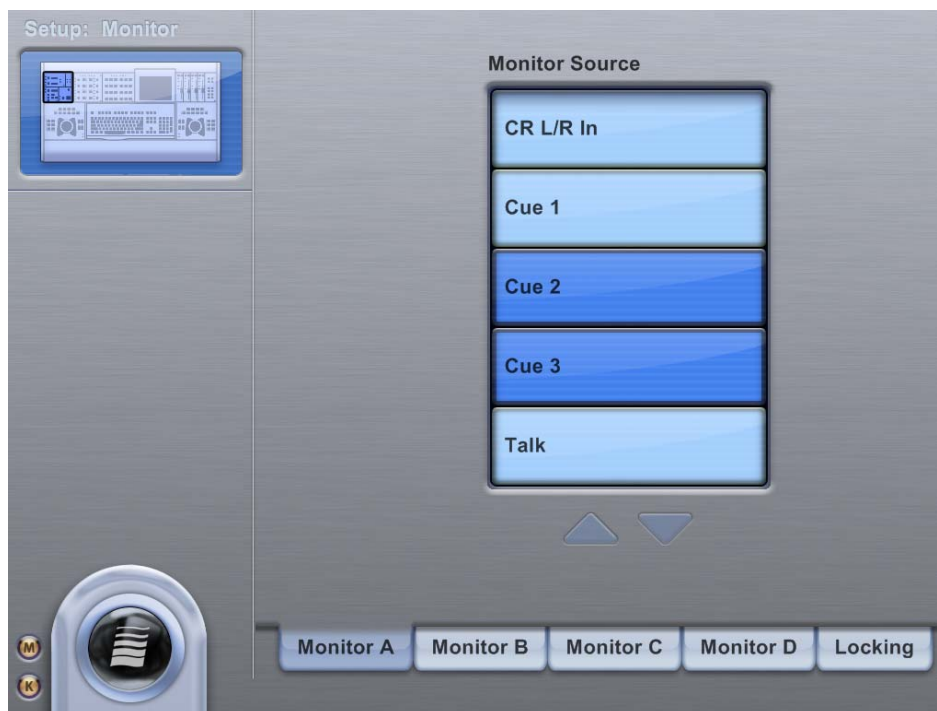 Setup: Monitor
Monitor Source
CR L/R In
Cue 1
Cue 2
Cue 3
Talk
M
K
Monitor A
Monitor B
Monitor C
Monitor D
Locking